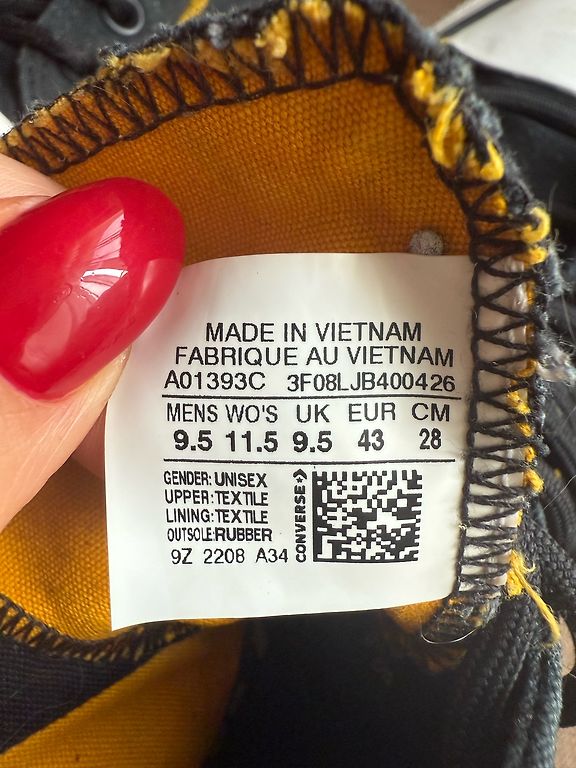 MADE IN VIETNAM
FABRIQUE AU VIETNAM
A01393C 3F08LJB400426
MENS WO'S UK EUR CM
9.5 11.5 9.5 43 28
GENDER: UNISEX
UPPER: TEXTILE
LINING: TEXTILE
OUTSOLE: RUBBER
9Z 2208 A34
CONVERSE